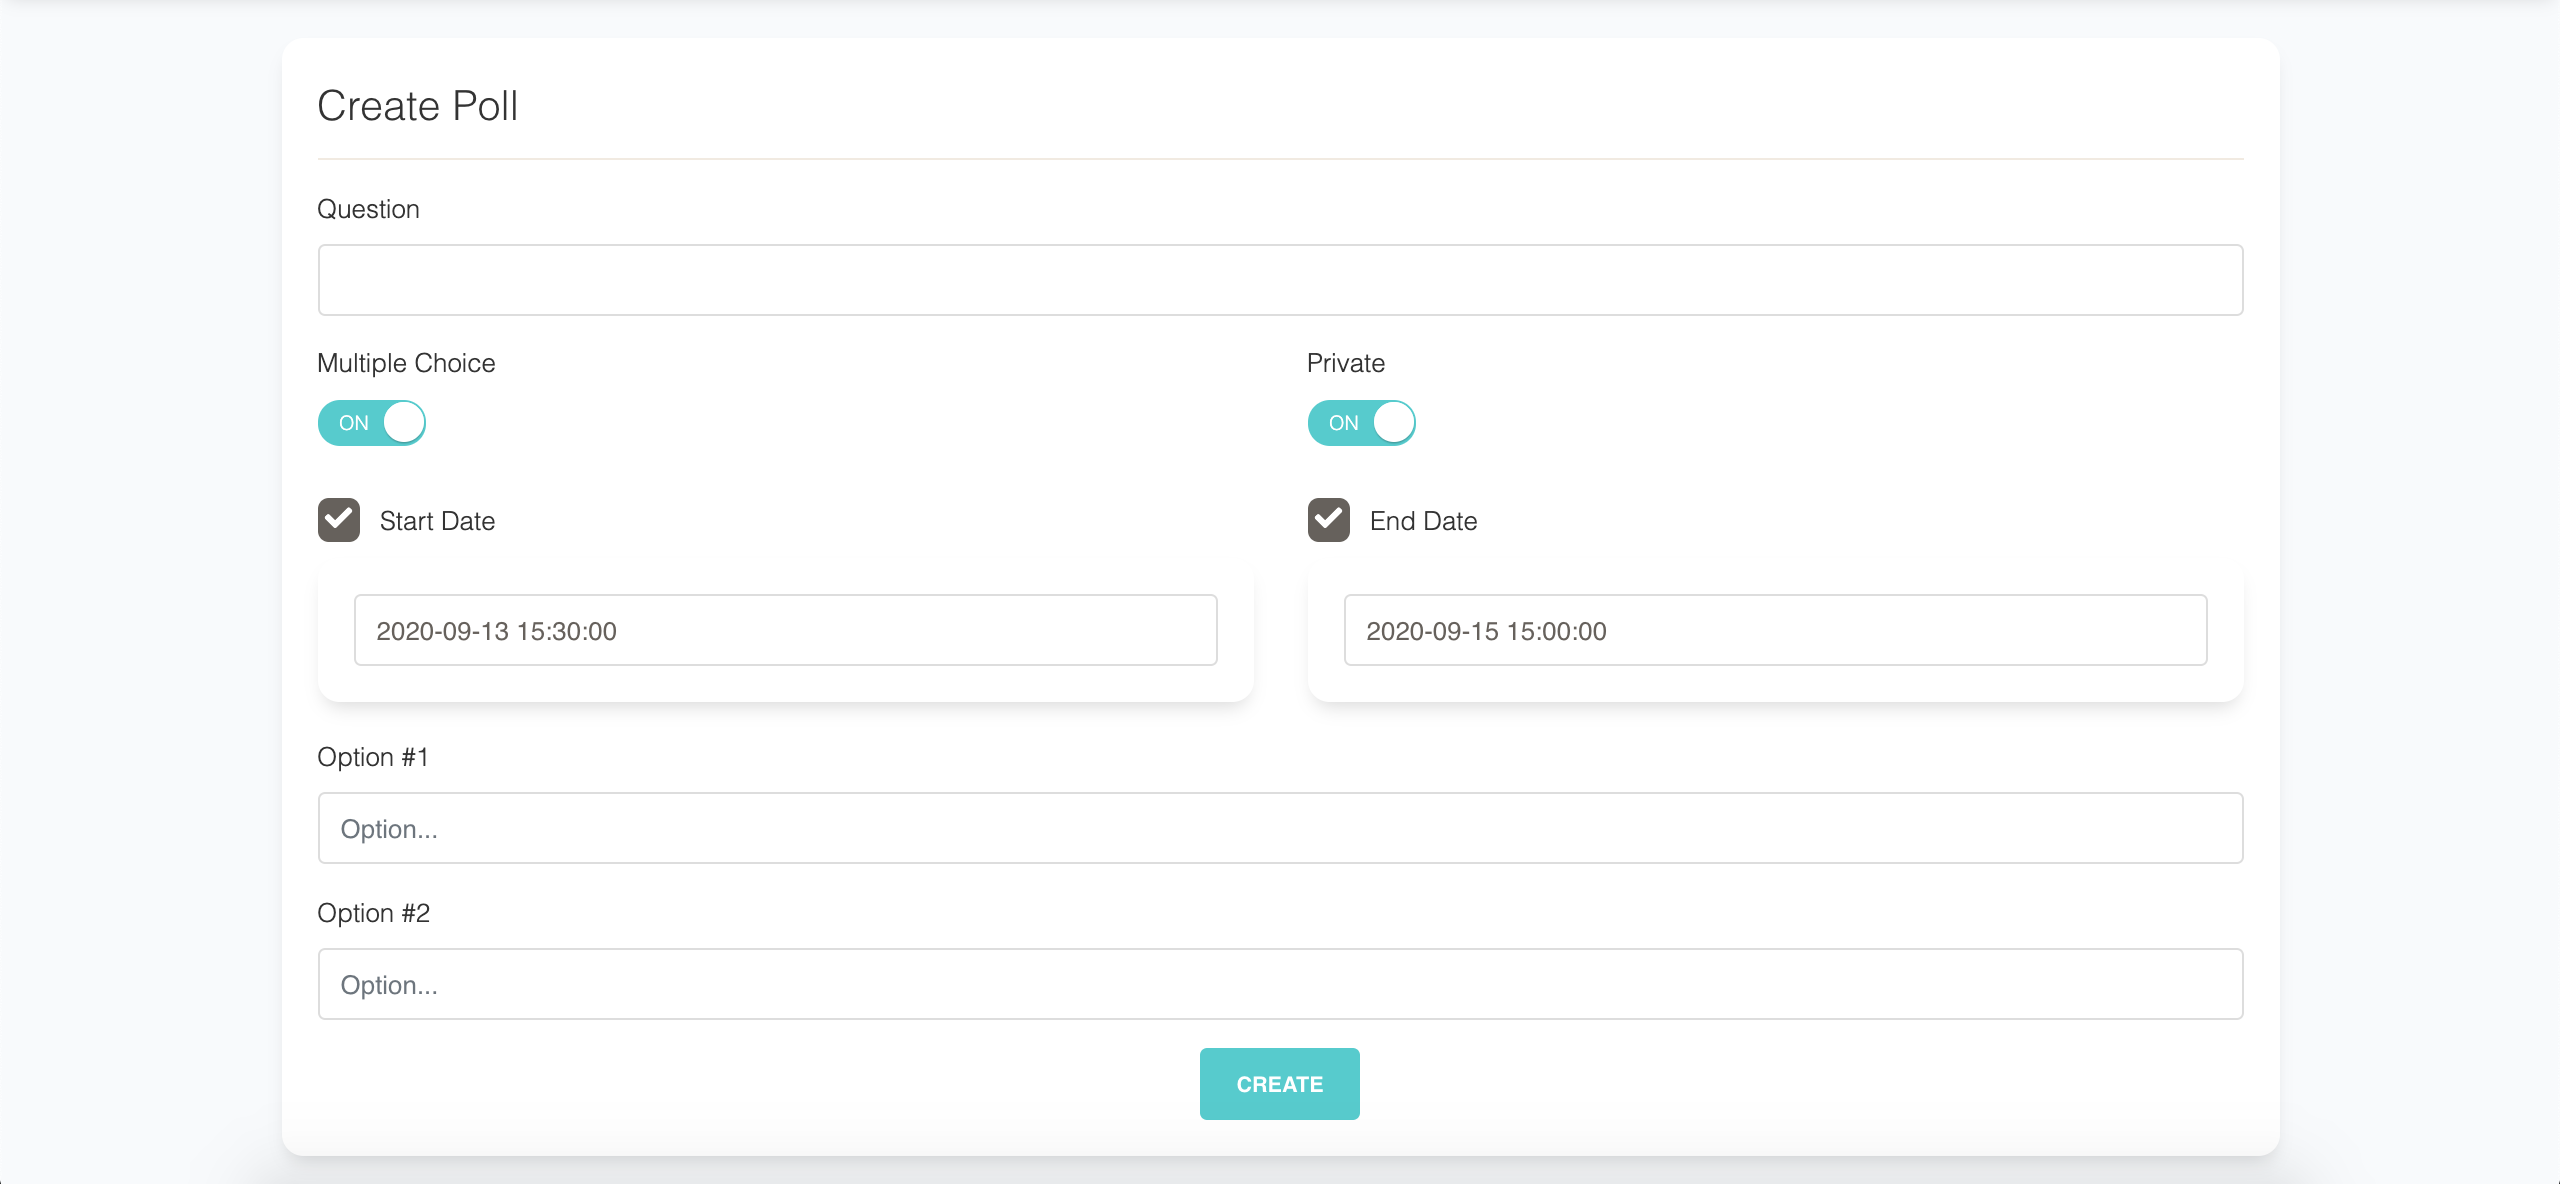 Create Poll
Question
Multiple Choice
Private
ON
ON
Start Date
End Date
2020-09-13 15:30:00
2020-09-15 15:00:00
Option #1
Option...
Option #2
Option...
CREATE